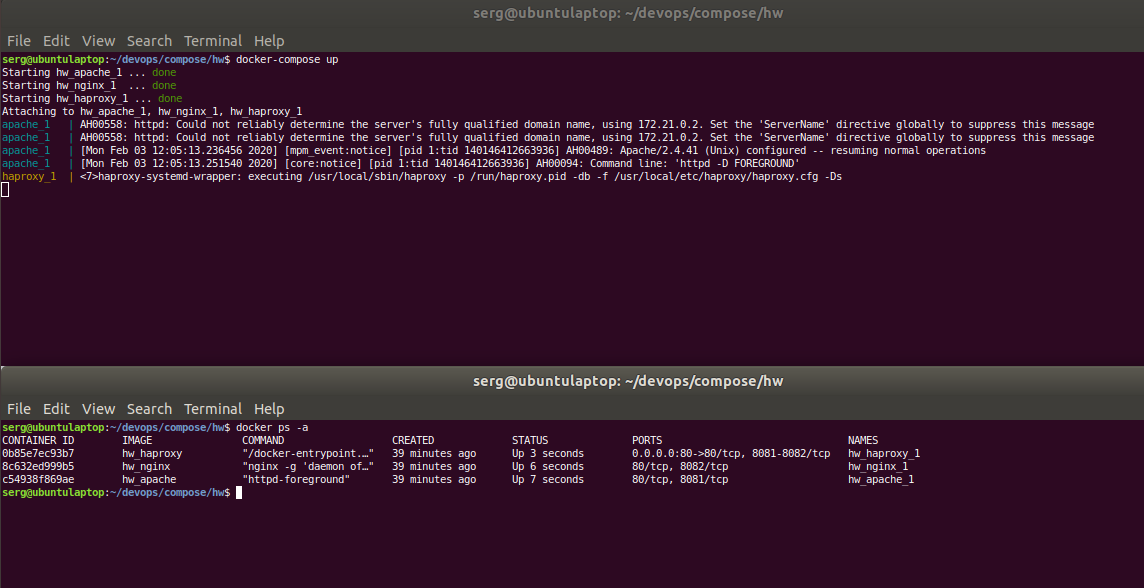 serg@ubuntulaptop: ~/devops/compose/hw
File Edit View Search Terminal Help
serg@ubuntulaptop:~/devops/compose/hw$ docker-compose up
Starting hw_apache_1 ... done
Starting hw_nginx_1  ... done
Starting hw_haproxy_1 ... done
Attaching to hw_apache_1, hw_nginx_1, hw_haproxy_1
apache_1   | AH00558: httpd: Could not reliably determine the server's fully qualified domain name, using 172.21.0.2. Set the 'ServerName' directive globally to suppress this message
apache_1   | AH00558: httpd: Could not reliably determine the server's fully qualified domain name, using 172.21.0.2. Set the 'ServerName' directive globally to suppress this message
apache_1   | [Mon Feb 03 12:05:13.236456 2020] [mpm_event:notice] [pid 1:tid 140146412663936] AH00489: Apache/2.4.41 (Unix) configured -- resuming normal operations
apache_1   | [Mon Feb 03 12:05:13.251540 2020] [core:notice] [pid 1:tid 140146412663936] AH00094: Command line: 'httpd -D FOREGROUND'
haproxy_1  | <7>haproxy-systemd-wrapper: executing /usr/local/sbin/haproxy -p /run/haproxy.pid -db -f /usr/local/etc/haproxy/haproxy.cfg -Ds
serg@ubuntulaptop: ~/devops/compose/hw
File Edit View Search Terminal Help
serg@ubuntulaptop:~/devops/compose/hw$ docker ps -a
CONTAINER ID        IMAGE               COMMAND                  CREATED             STATUS              PORTS                               NAMES
0b85e7ec93b7        hw_haproxy          "/docker-entrypoint.…"   39 minutes ago      Up 3 seconds        0.0.0.0:80->80/tcp, 8081-8082/tcp   hw_haproxy_1
8c632ed999b5        hw_nginx            "nginx -g 'daemon of…"   39 minutes ago      Up 6 seconds        80/tcp, 8082/tcp                    hw_nginx_1
c54938f869ae        hw_apache           "httpd-foreground"       39 minutes ago      Up 7 seconds        80/tcp, 8081/tcp                    hw_apache_1
serg@ubuntulaptop:~/devops/compose/hw$